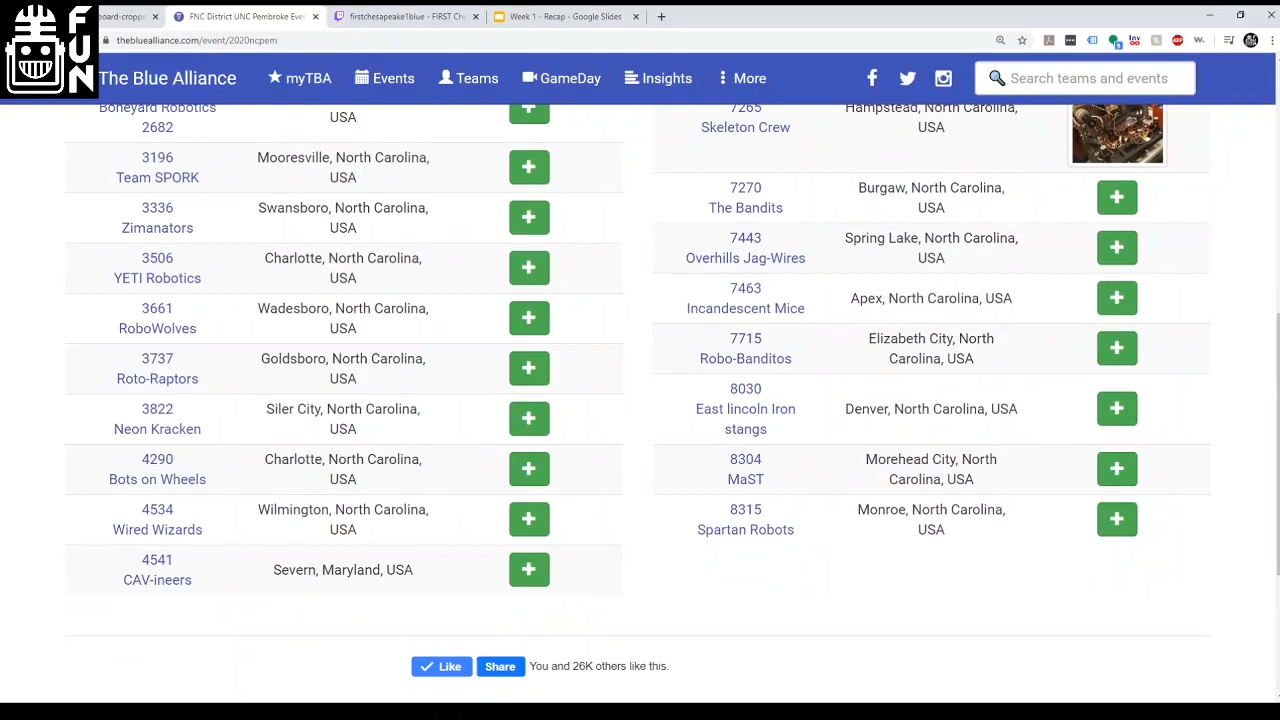 FUN
board-cropp
FNC District UNC Pembroke Eve
firstchesapeake1blue - FIRST Ch
Week 1 - Recap - Google Slides
thebluealliance.com/event/2020ncpem
The Blue Alliance
myTBA
Events
Teams
GameDay
Insights
More
Search teams and events
Boneyard Robotics
2682
USA
3196
Team SPORK
Mooresville, North Carolina,
USA
3336
Zimanators
Swansboro, North Carolina,
USA
3506
YETI Robotics
Charlotte, North Carolina,
USA
3661
RoboWolves
Wadesboro, North Carolina,
USA
3737
Roto-Raptors
Goldsboro, North Carolina,
USA
3822
Neon Kracken
Siler City, North Carolina,
USA
4290
Bots on Wheels
Charlotte, North Carolina,
USA
4534
Wired Wizards
Wilmington, North Carolina,
USA
4541
CAV-ineers
Severn, Maryland, USA
7265
Skeleton Crew
Hampstead, North Carolina,
USA
7270
The Bandits
Burgaw, North Carolina,
USA
7443
Overhills Jag-Wires
Spring Lake, North Carolina,
USA
7463
Incandescent Mice
Apex, North Carolina, USA
7715
Robo-Banditos
Elizabeth City, North
Carolina, USA
8030
East lincoln Iron
stangs
Denver, North Carolina, USA
8304
MaST
Morehead City, North
Carolina, USA
8315
Spartan Robots
Monroe, North Carolina,
USA
Like
Share
You and 26K others like this.